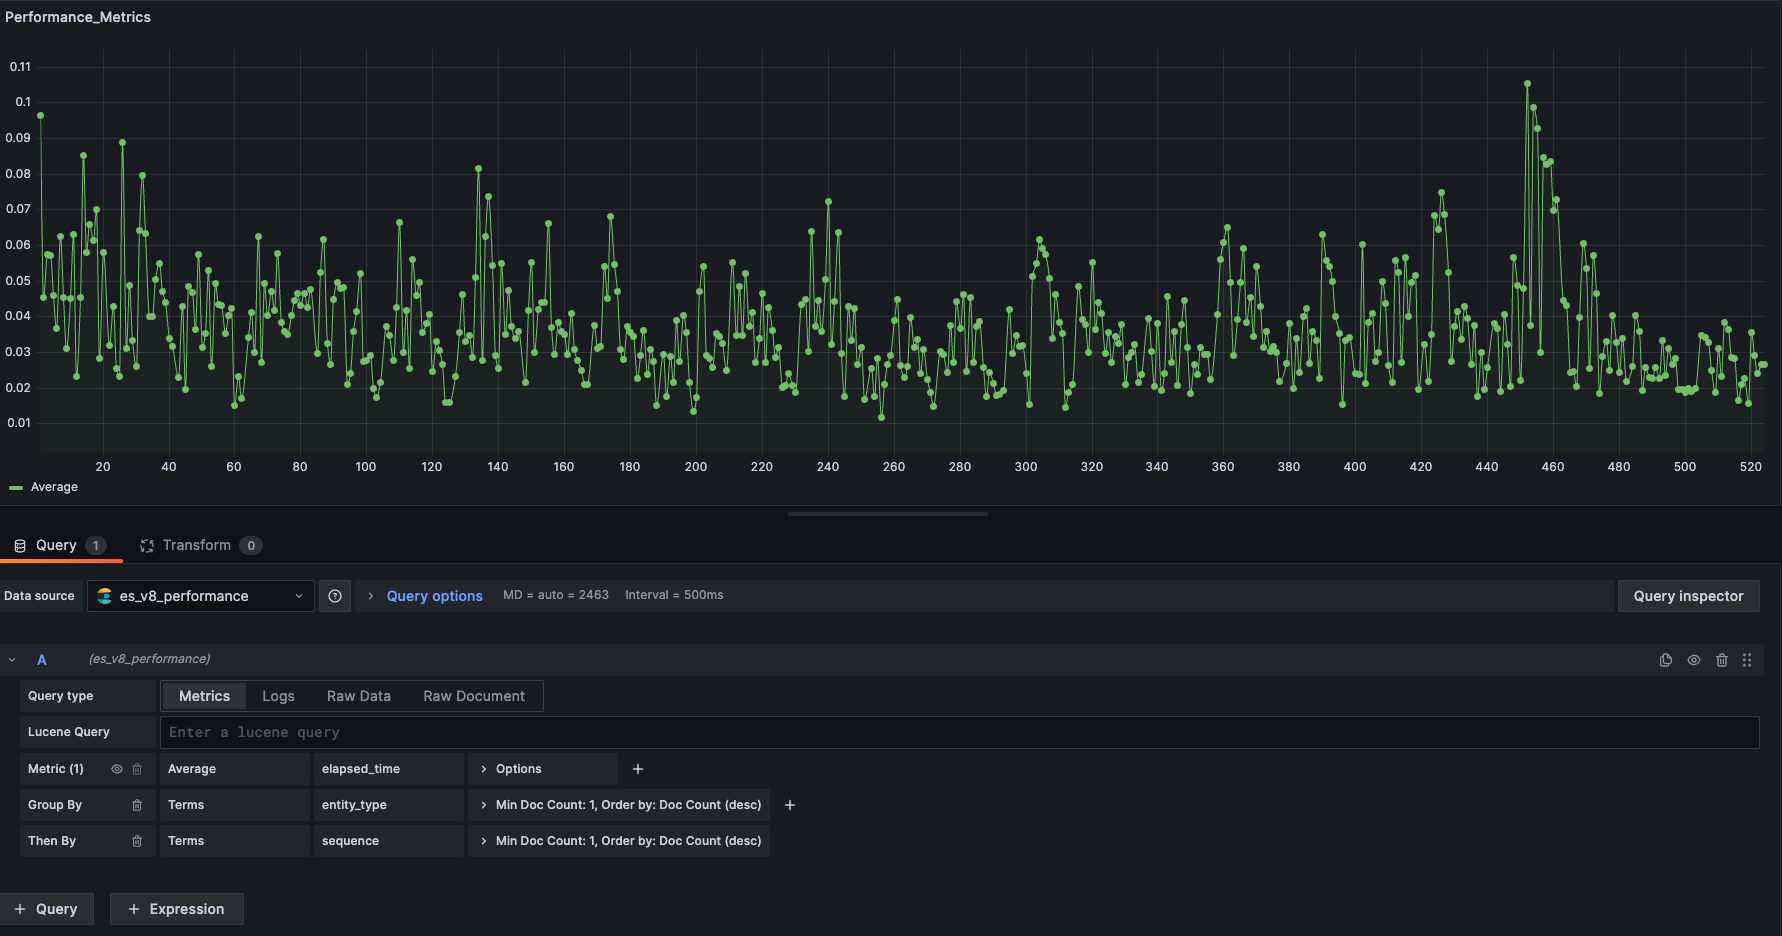 Performance_Metrics
0.11
0.1
0.09
0.08
0.07
0.06
0.05
0.04
0.03
0.02
0.01
20 40 60 80 100 120 140 160 180 200 220 240 260 280 300 320 340 360 380 400 420 440 460 480 500 520
Average
Query 1 Transform 0
Data source es_v8_performance Query options MD = auto = 2463 Interval = 500ms Query inspector
A (es_v8_performance)
Query type Metrics Logs Raw Data Raw Document
Lucene Query Enter a lucene query
Metric (1) Average elapsed_time > Options +
Group By Terms entity_type > Min Doc Count: 1, Order by: Doc Count (desc) +
Then By Terms sequence > Min Doc Count: 1, Order by: Doc Count (desc)
+ Query + Expression